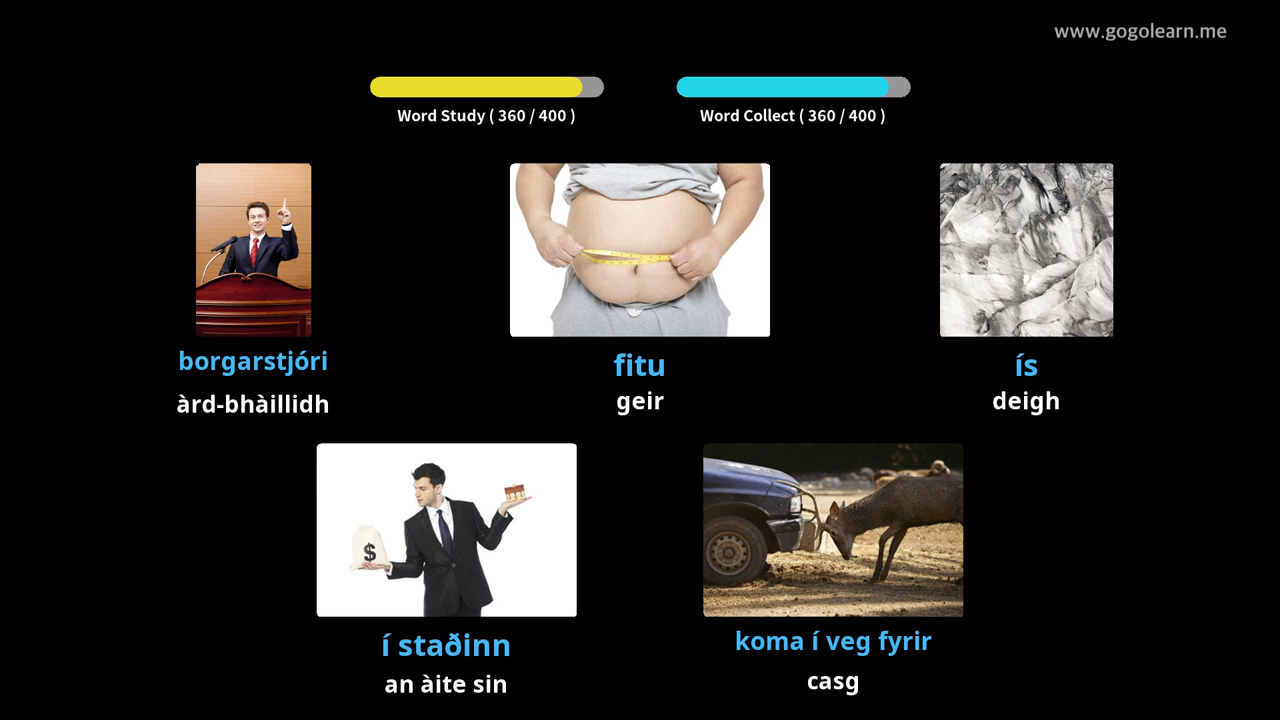 www.gogolearn.me
Word Study ( 360 / 400 )
Word Collect ( 360 / 400 )
borgarstjóri
àrd-bhàillidh
fitu
geir
ís
deigh
$
í staðinn
an àite sin
koma í veg fyrir
casg